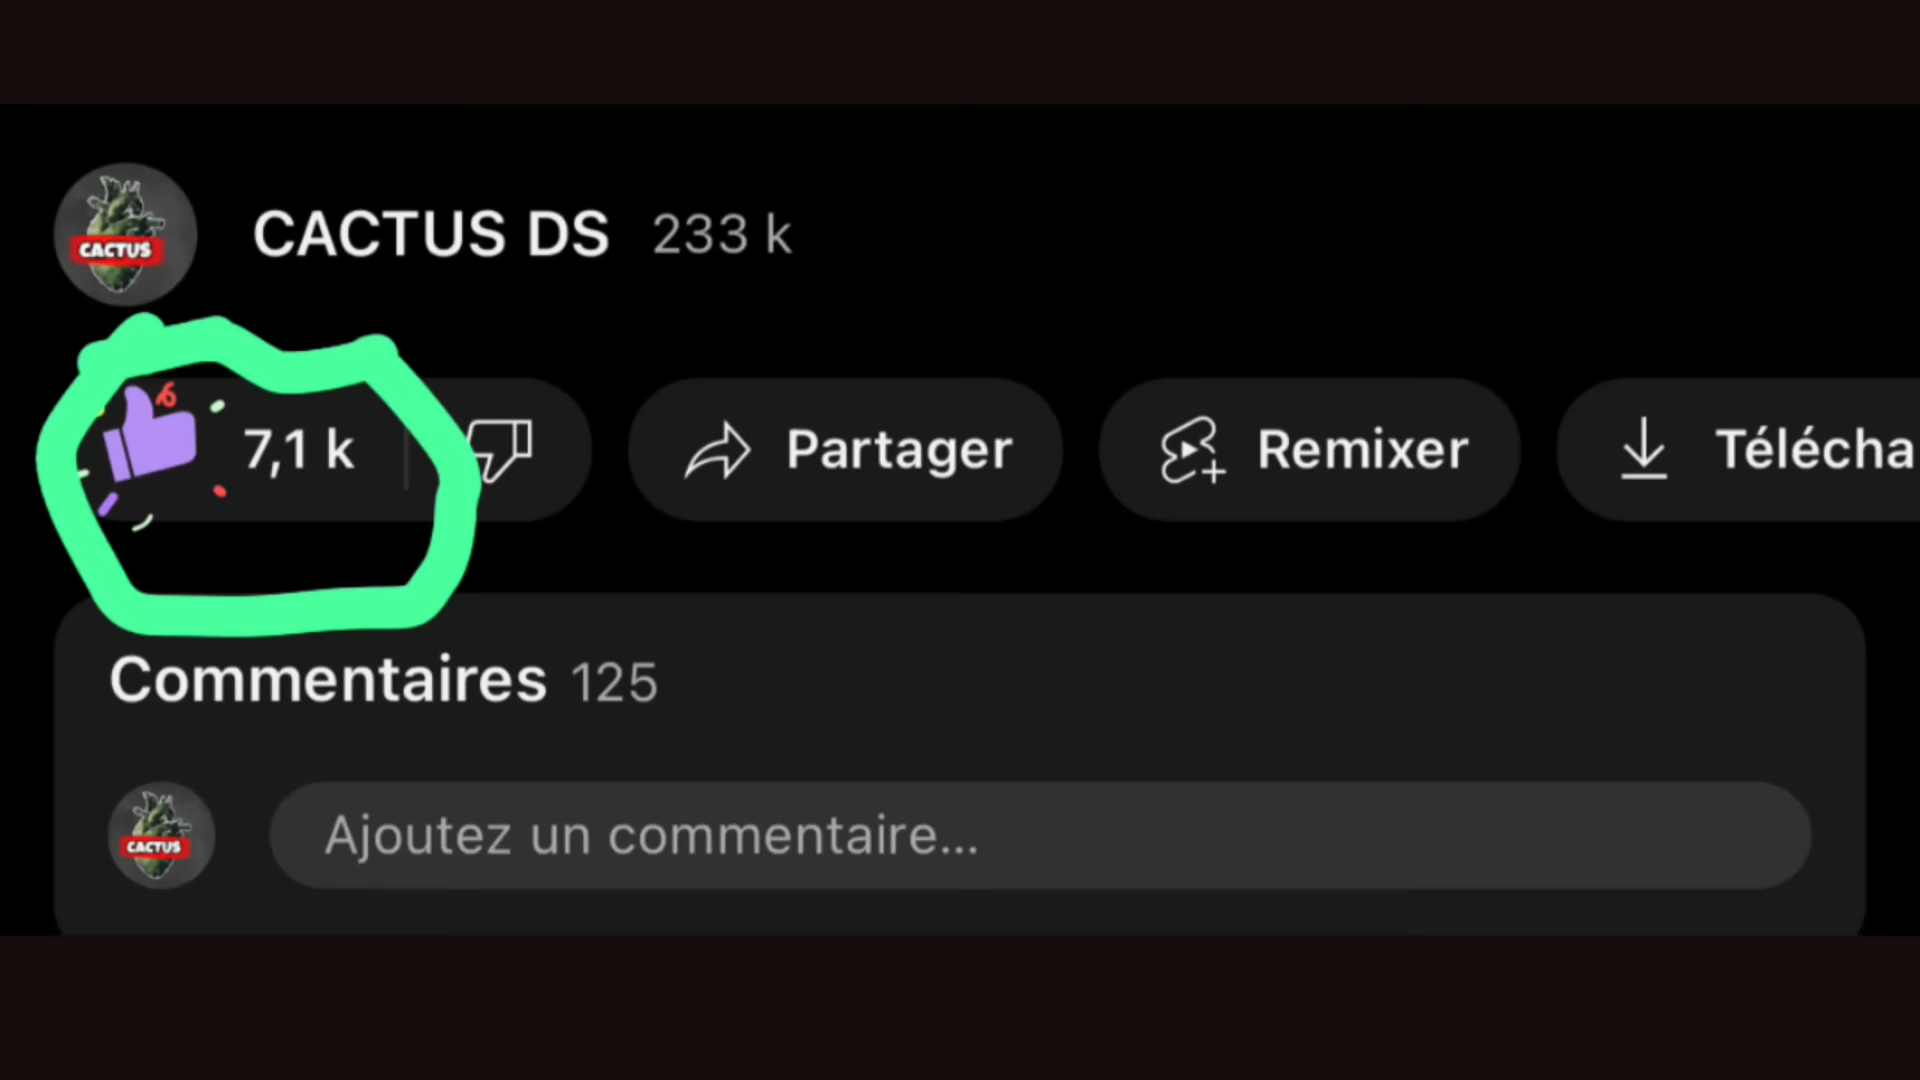 CACTUS
CACTUS DS 233 k
7,1 k Partager Remixer Télécha
Commentaires 125
CACTUS
Ajoutez un commentaire...